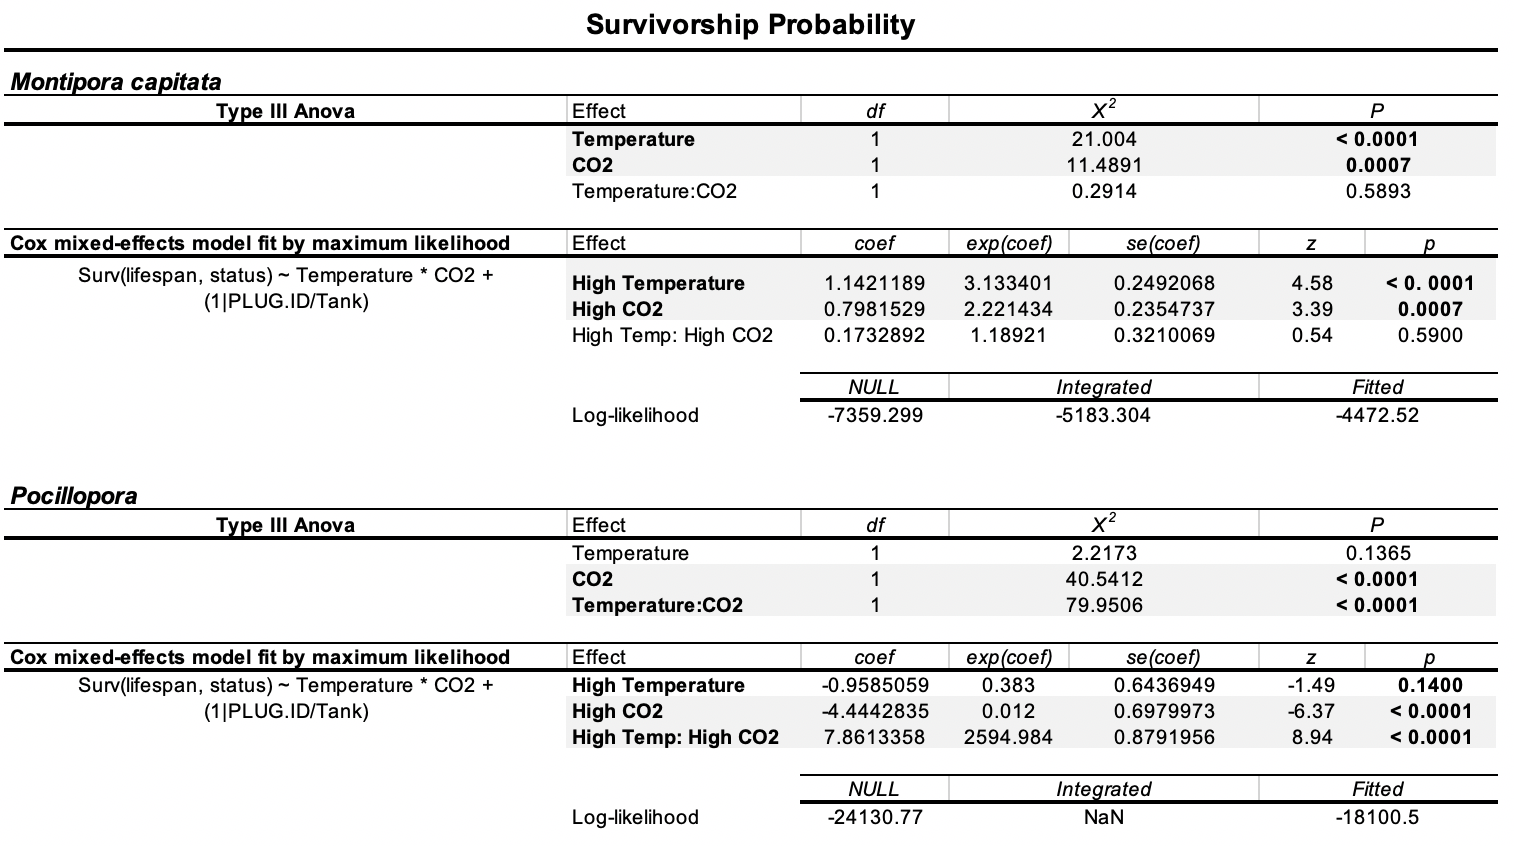 Survivorship Probability
Montipora capitata
Type III Anova Effect df X² P
Temperature 1 21.004 < 0.0001
CO2 1 11.4891 0.0007
Temperature:CO2 1 0.2914 0.5893
Cox mixed-effects model fit by maximum likelihood Effect coef exp(coef) se(coef) z p
Surv(lifespan, status) ~ Temperature * CO2 +
(1|PLUG.ID/Tank)
High Temperature 1.1421189 3.133401 0.2492068 4.58 < 0. 0001
High CO2 0.7981529 2.221434 0.2354737 3.39 0.0007
High Temp: High CO2 0.1732892 1.18921 0.3210069 0.54 0.5900
NULL Integrated Fitted
Log-likelihood -7359.299 -5183.304 -4472.52
Pocillopora
Type III Anova Effect df X² P
Temperature 1 2.2173 0.1365
CO2 1 40.5412 < 0.0001
Temperature:CO2 1 79.9506 < 0.0001
Cox mixed-effects model fit by maximum likelihood Effect coef exp(coef) se(coef) z p
Surv(lifespan, status) ~ Temperature * CO2 + High Temperature -0.9585059 0.383 0.6436949 -1.49 0.1400
(1|PLUG.ID/Tank) High CO2 -4.4442835 0.012 0.6979973 -6.37 < 0.0001
High Temp: High CO2 7.8613358 2594.984 0.8791956 8.94 < 0.0001
NULL Integrated Fitted
Log-likelihood -24130.77 NaN -18100.5